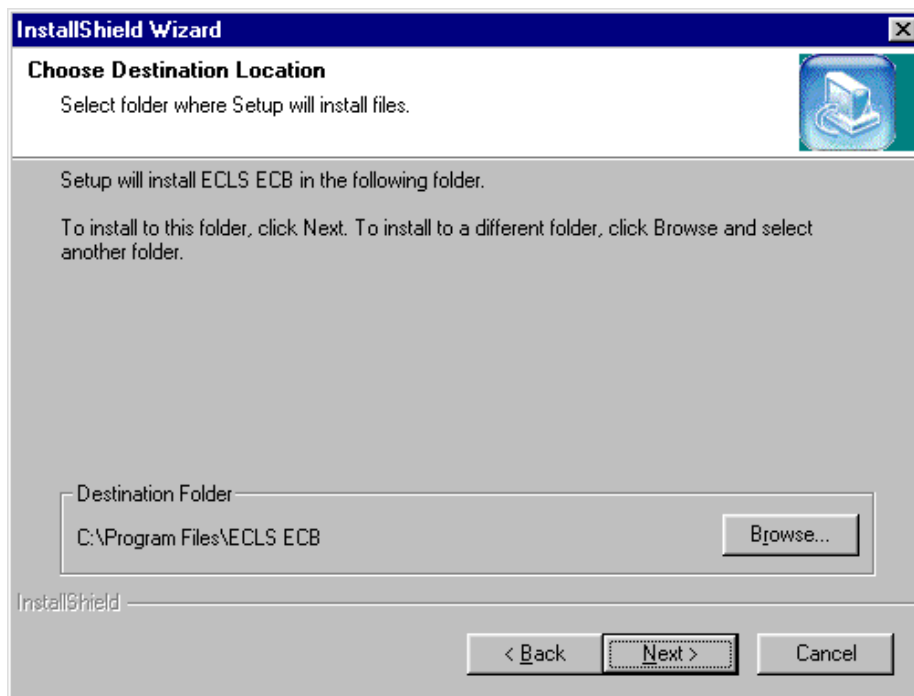 InstallShield Wizard
Choose Destination Location
Select folder where Setup will install files.
Setup will install ECLS ECB in the following folder.
To install to this folder, click Next. To install to a different folder, click Browse and select
another folder.
Destination Folder
C:\Program Files\ECLS ECB
Browse...
InstallShield
< Back
Next >
Cancel